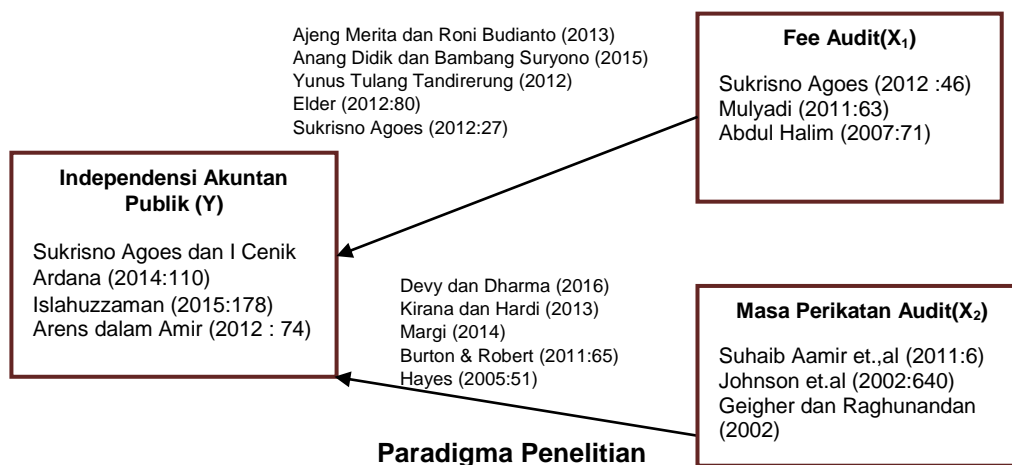 Ajeng Merita dan Roni Budianto (2013)
Anang Didik dan Bambang Suryono (2015)
Yunus Tulang Tandirerung (2012)
Elder (2012:80)
Sukrisno Agoes (2012:27)
Fee Audit(X₁)
Sukrisno Agoes (2012 :46)
Mulyadi (2011:63)
Abdul Halim (2007:71)
Independensi Akuntan
Publik (Y)
Sukrisno Agoes dan I Cenik
Ardana (2014:110)
Islahuzzaman (2015:178)
Arens dalam Amir (2012 : 74)
Devy dan Dharma (2016)
Kirana dan Hardi (2013)
Margi (2014)
Burton & Robert (2011:65)
Hayes (2005:51)
Masa Perikatan Audit(X₂)
Suhaib Aamir et.,al (2011:6)
Johnson et.al (2002:640)
Geigher dan Raghunandan
(2002)
Paradigma Penelitian